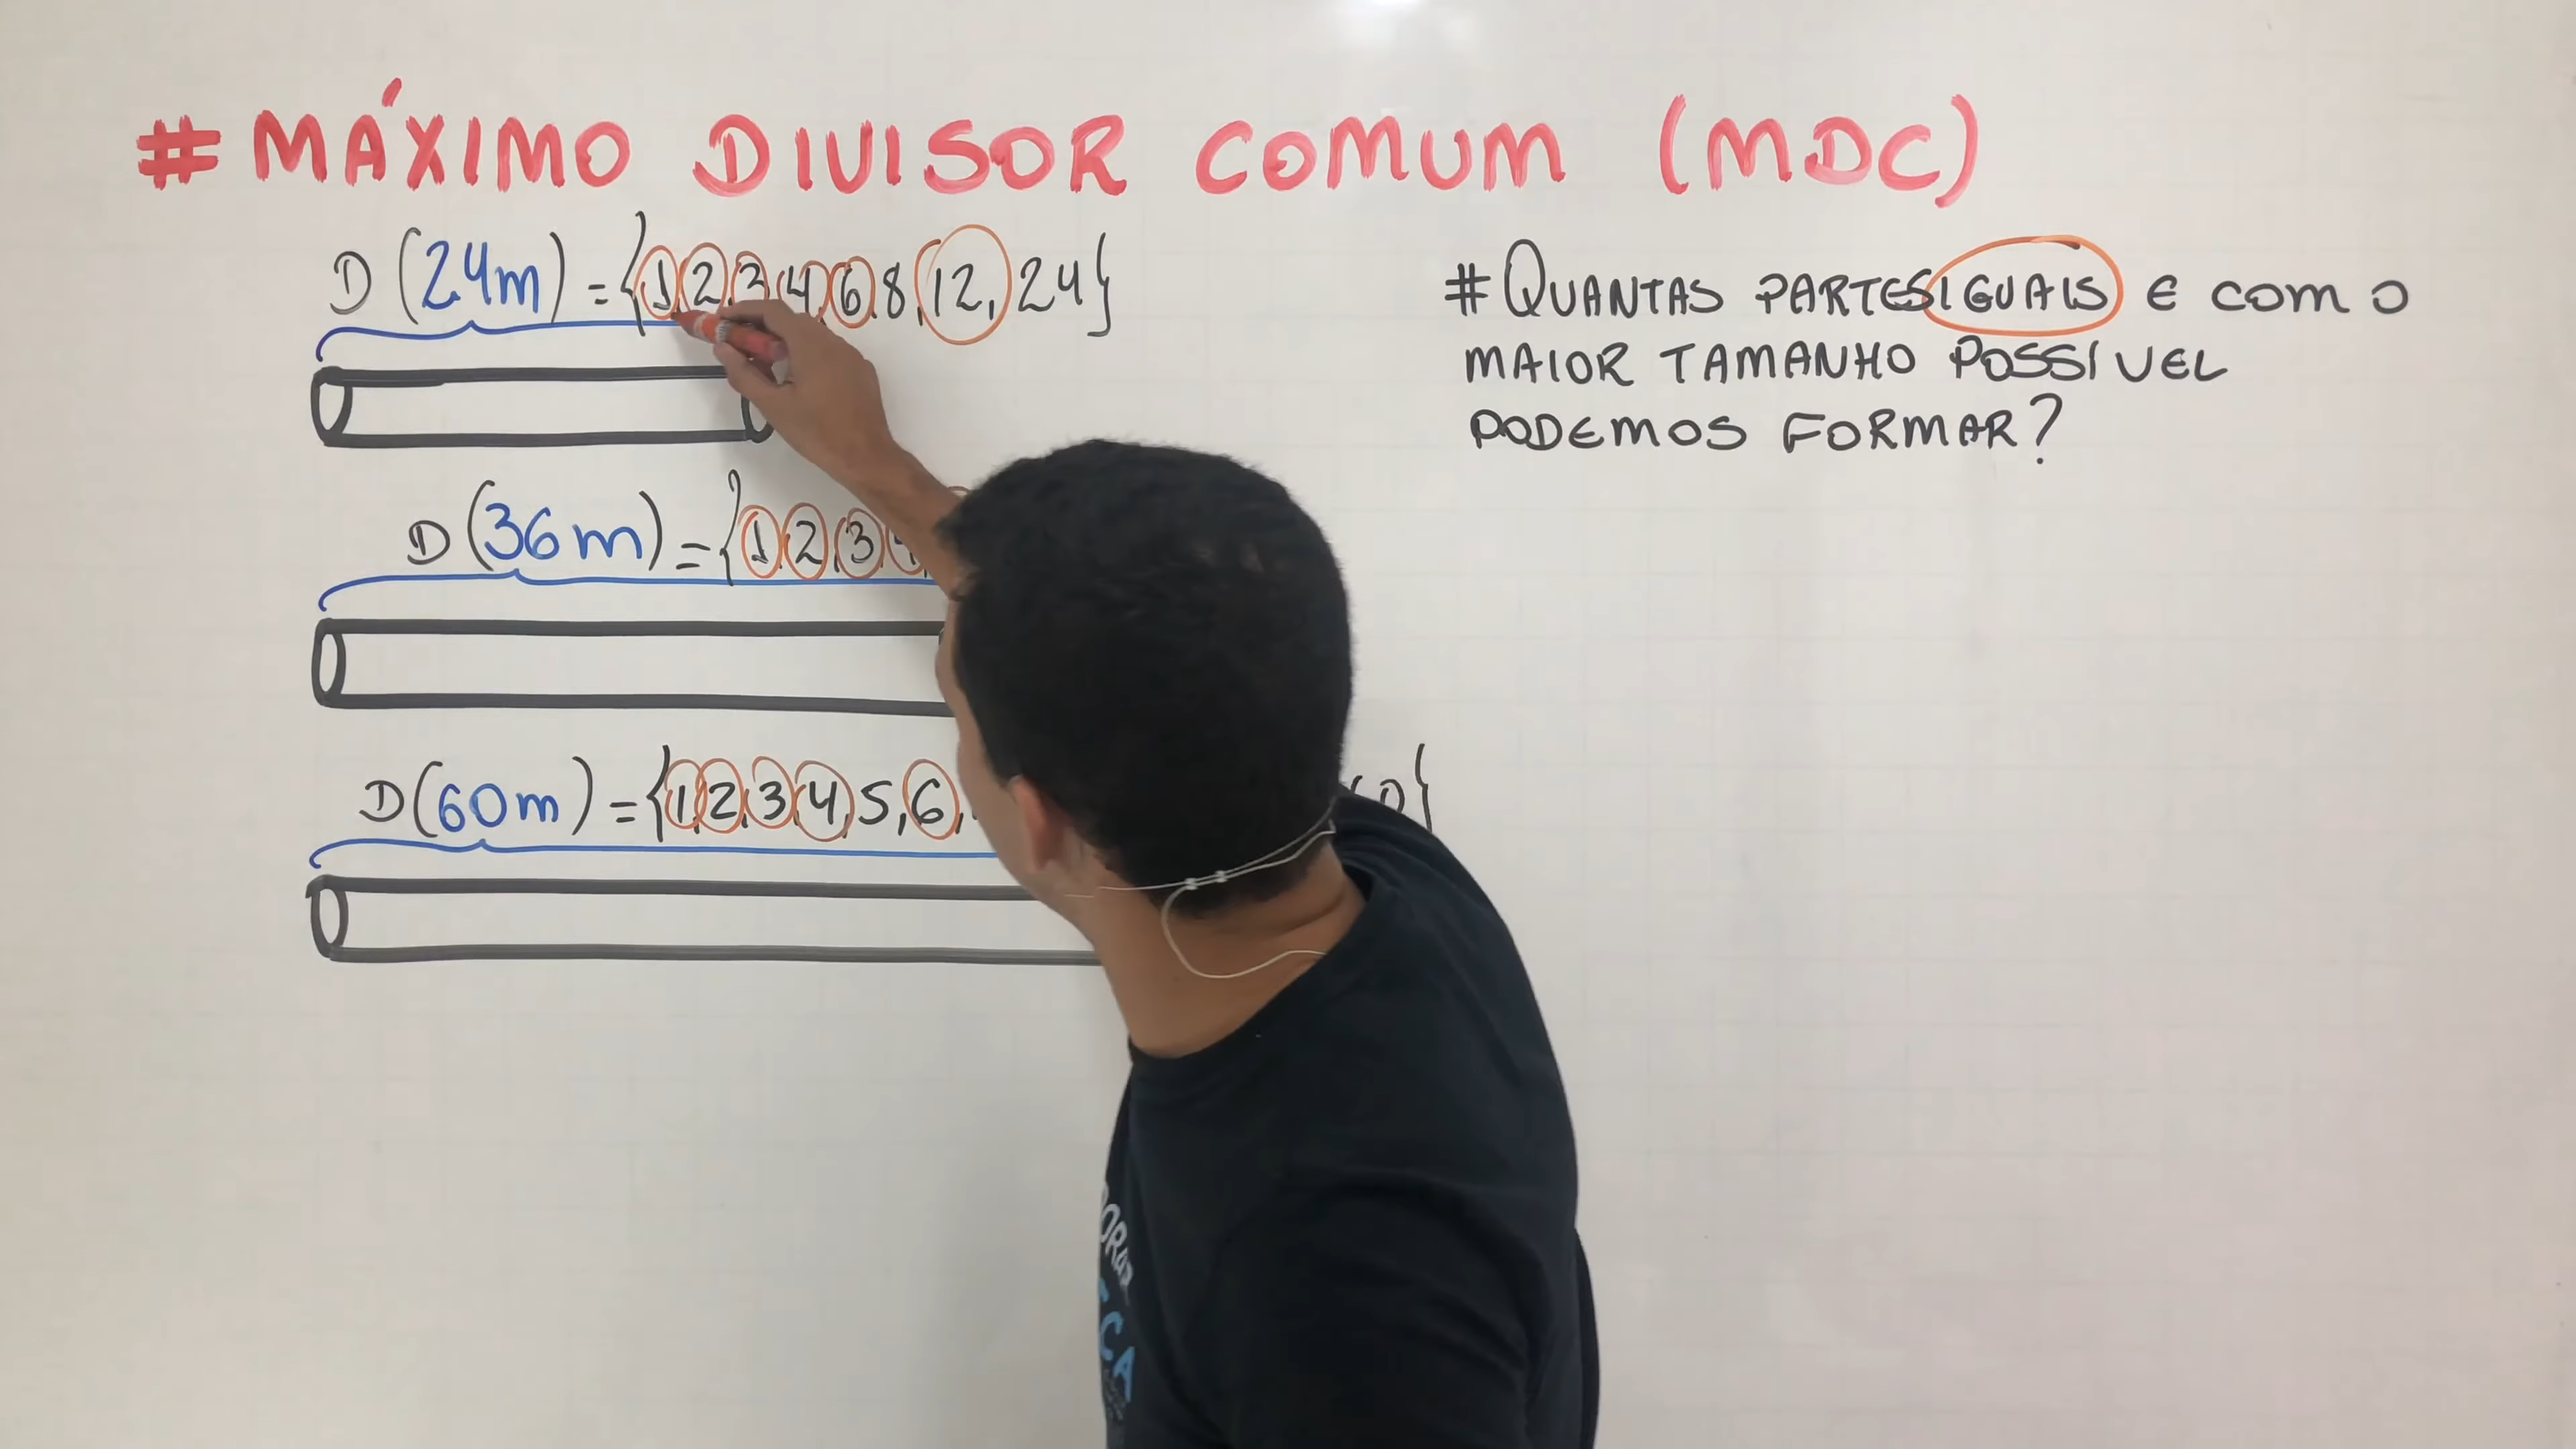 # MÁXIMO DIVISOR COMUM (MDC)
D (24m) = {1, 2, 3, 4, 6, 8, 12, 24}
# QUANTAS PARTES IGUAIS E COM O
MAIOR TAMANHO POSSÍVEL
PODEMOS FORMAR?
D (36m) = {1, 2, 3, 4,
D (60m) = {1, 2, 3, 4, 5, 6,